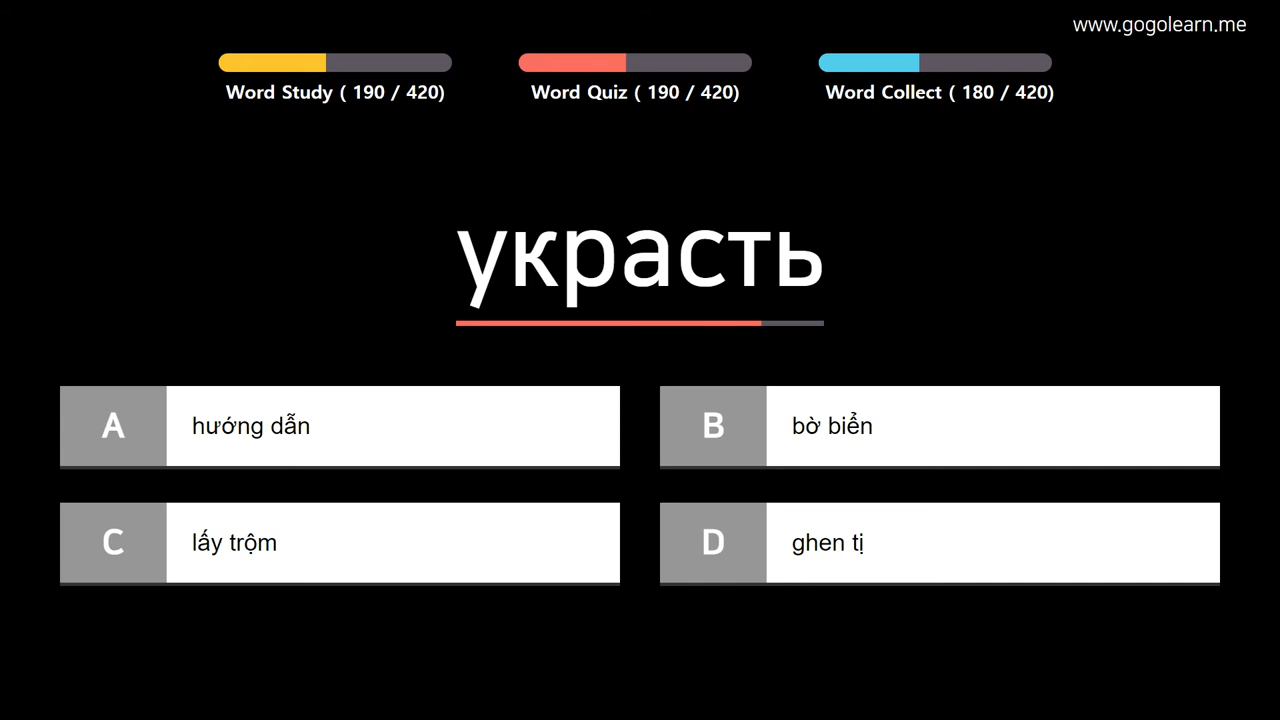 www.gogolearn.me
Word Study ( 190 / 420)
Word Quiz ( 190 / 420)
Word Collect ( 180 / 420)
украсть
A hướng dẫn
B bờ biển
C lấy trộm
D ghen tị